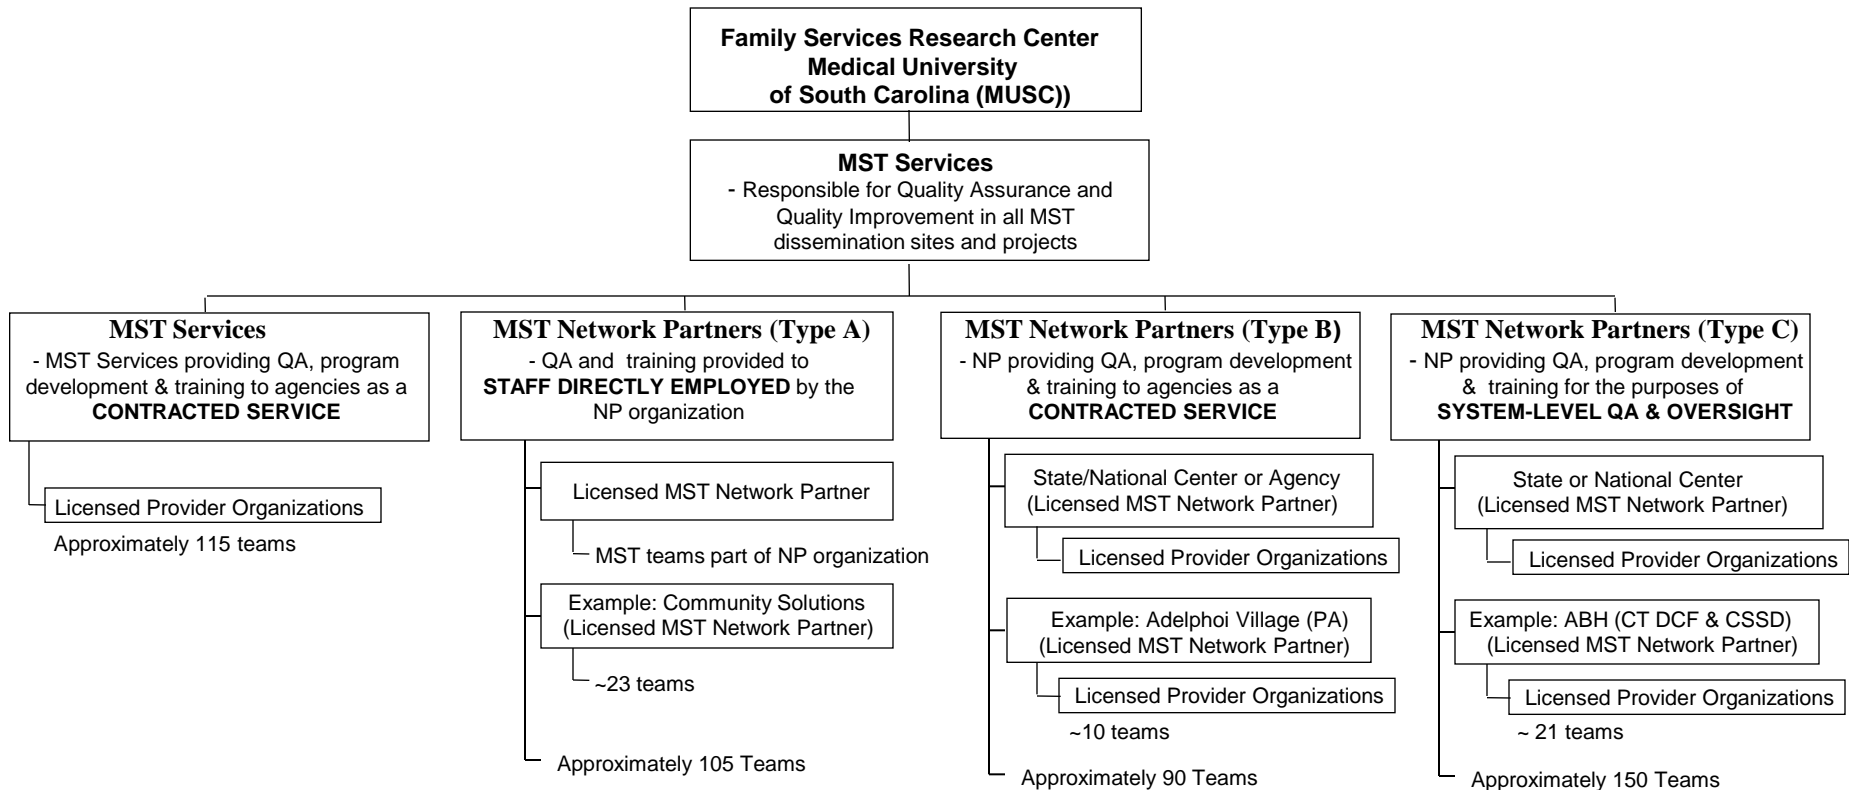 Family Services Research Center
Medical University
of South Carolina (MUSC))
MST Services
- Responsible for Quality Assurance and
Quality Improvement in all MST
dissemination sites and projects
MST Services
- MST Services providing QA, program
development & training to agencies as a
CONTRACTED SERVICE
Licensed Provider Organizations
Approximately 115 teams
MST Network Partners (Type A)
- QA and training provided to
STAFF DIRECTLY EMPLOYED by the
NP organization
Licensed MST Network Partner
MST teams part of NP organization
Example: Community Solutions
(Licensed MST Network Partner)
~23 teams
Approximately 105 Teams
MST Network Partners (Type B)
- NP providing QA, program development
& training to agencies as a
CONTRACTED SERVICE
State/National Center or Agency
(Licensed MST Network Partner)
Licensed Provider Organizations
Example: Adelphoi Village (PA)
(Licensed MST Network Partner)
Licensed Provider Organizations
~10 teams
Approximately 90 Teams
MST Network Partners (Type C)
- NP providing QA, program development
& training for the purposes of
SYSTEM-LEVEL QA & OVERSIGHT
State or National Center
(Licensed MST Network Partner)
Licensed Provider Organizations
Example: ABH (CT DCF & CSSD)
(Licensed MST Network Partner)
Licensed Provider Organizations
~ 21 teams
Approximately 150 Teams